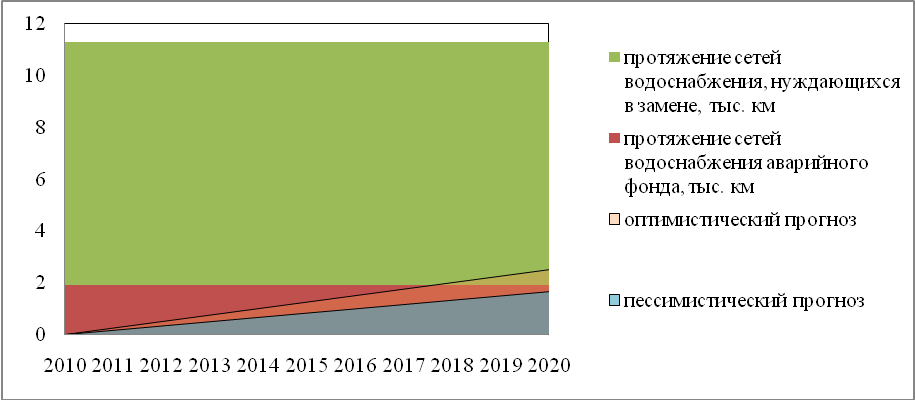 12
10
8
6
4
2
0
2010 2011 2012 2013 2014 2015 2016 2017 2018 2019 2020
протяжение сетей
водоснабжения, нуждающихся
в замене, тыс. км
протяжение сетей
водоснабжения аварийного
фонда, тыс. км
оптимистический прогноз
пессимистический прогноз